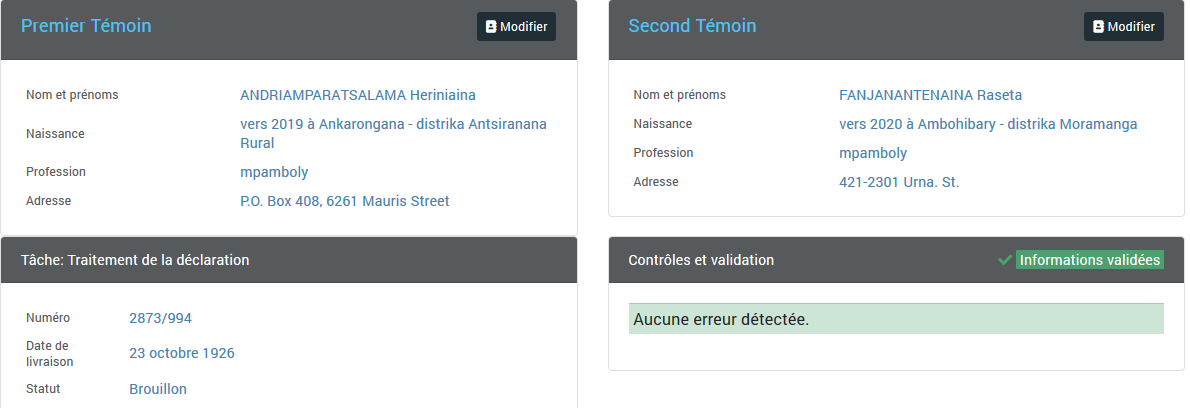 Premier Témoin
Modifier
Nom et prénoms
ANDRIAMPARATSALAMA Heriniaina
Naissance
vers 2019 à Ankarongana - distrika Antsiranana
Rural
Profession
mpamboly
Adresse
P.O. Box 408, 6261 Mauris Street
Second Témoin
Modifier
Nom et prénoms
FANJANANTENAINA Raseta
Naissance
vers 2020 à Ambohibary - distrika Moramanga
Profession
mpamboly
Adresse
421-2301 Urna. St.
Tâche: Traitement de la déclaration
Numéro
2873/994
Date de
livraison
23 octobre 1926
Statut
Brouillon
Contrôles et validation
Informations validées
Aucune erreur détectée.